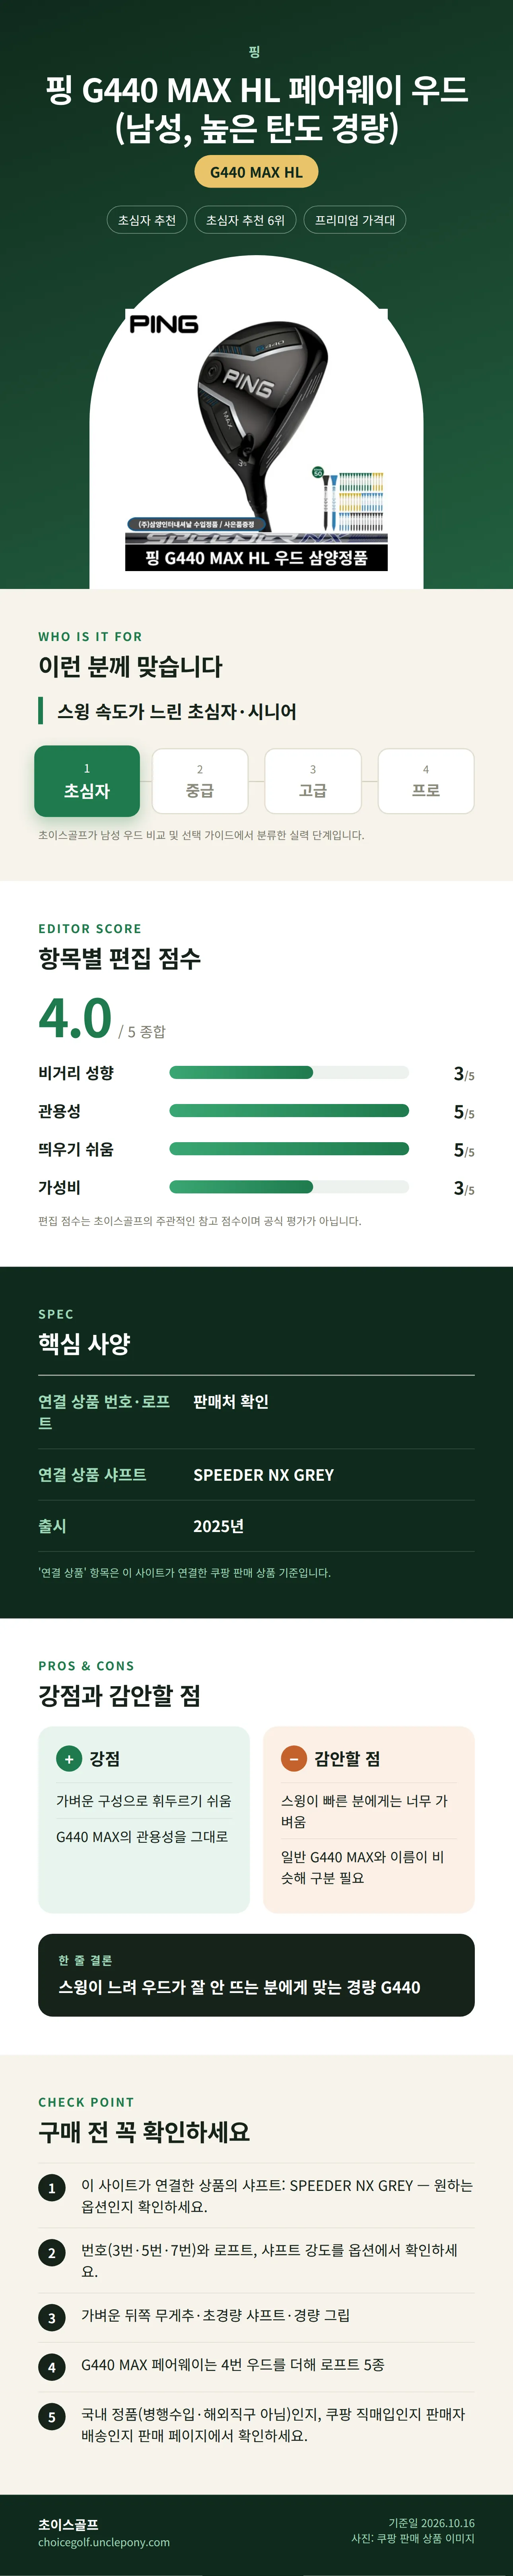 핑
핑 G440 MAX HL 페어웨이 우드
(남성, 높은 탄도 경량)
G440 MAX HL
초심자 추천
초심자 추천 6위
프리미엄 가격대
PING
PING
MAX
(주)삼양인터내셔날 수입정품 / 사은품증정
SPEEDER NX
핑 G440 MAX HL 우드 삼양정품
WHO IS IT FOR
이런 분께 맞습니다
스윙 속도가 느린 초심자·시니어
1
초심자
2
중급
3
고급
4
프로
초이스골프가 남성 우드 비교 및 선택 가이드에서 분류한 실력 단계입니다.
EDITOR SCORE
항목별 편집 점수
4.0 / 5 종합
비거리 성향 3/5
관용성 5/5
띄우기 쉬움 5/5
가성비 3/5
편집 점수는 초이스골프의 주관적인 참고 점수이며 공식 평가가 아닙니다.
SPEC
핵심 사양
연결 상품 번호·로프
트
판매처 확인
연결 상품 샤프트 SPEEDER NX GREY
출시 2025년
'연결 상품' 항목은 이 사이트가 연결한 쿠팡 판매 상품 기준입니다.
PROS & CONS
강점과 감안할 점
+ 강점
가벼운 구성으로 휘두르기 쉬움
G440 MAX의 관용성을 그대로
− 감안할 점
스윙이 빠른 분에게는 너무 가
벼움
일반 G440 MAX와 이름이 비
슷해 구분 필요
한 줄 결론
스윙이 느려 우드가 잘 안 뜨는 분에게 맞는 경량 G440
CHECK POINT
구매 전 꼭 확인하세요
1 이 사이트가 연결한 상품의 샤프트: SPEEDER NX GREY — 원하는
옵션인지 확인하세요.
2 번호(3번·5번·7번)와 로프트, 샤프트 강도를 옵션에서 확인하세
요.
3 가벼운 뒤쪽 무게추·초경량 샤프트·경량 그립
4 G440 MAX 페어웨이는 4번 우드를 더해 로프트 5종
5 국내 정품(병행수입·해외직구 아님)인지, 쿠팡 직매입인지 판매자
배송인지 판매 페이지에서 확인하세요.
초이스골프
choicegolf.unclepony.com
기준일 2026.10.16
사진: 쿠팡 판매 상품 이미지